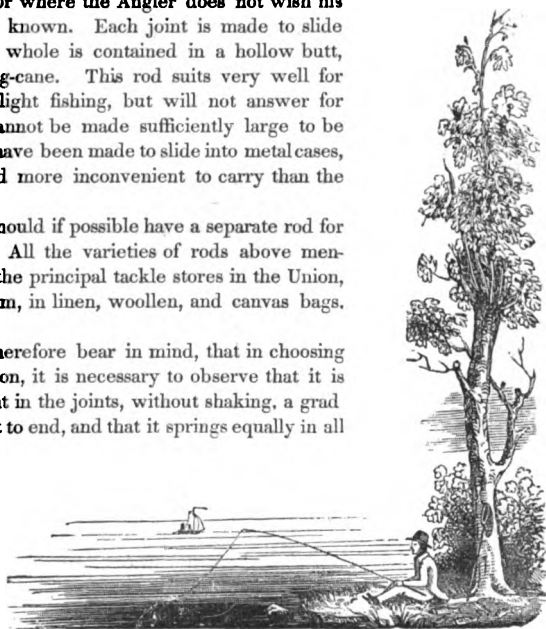 or where the Angler does not wish his
known. Each joint is made to slide
whole is contained in a hollow butt,
g-cane. This rod suits very well for
light fishing, but will not answer for
annot be made sufficiently large to be
ave been made to slide into metal cases,
d more inconvenient to carry than the
hould if possible have a separate rod for
All the varieties of rods above men-
the principal tackle stores in the Union,
m, in linen, woollen, and canvas bags.
herefore bear in mind, that in choosing
on, it is necessary to observe that it is
t in the joints, without shaking, a grad
t to end, and that it springs equally in all